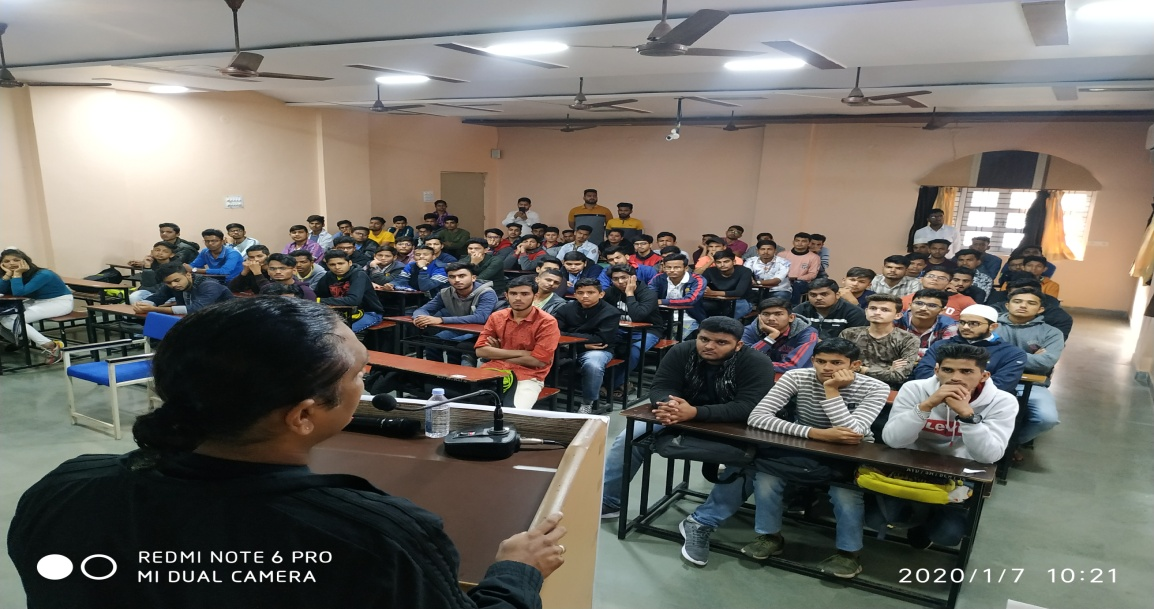 Levi's
REDMI NOTE 6 PRO
MI DUAL CAMERA
2020/1/7 10:21